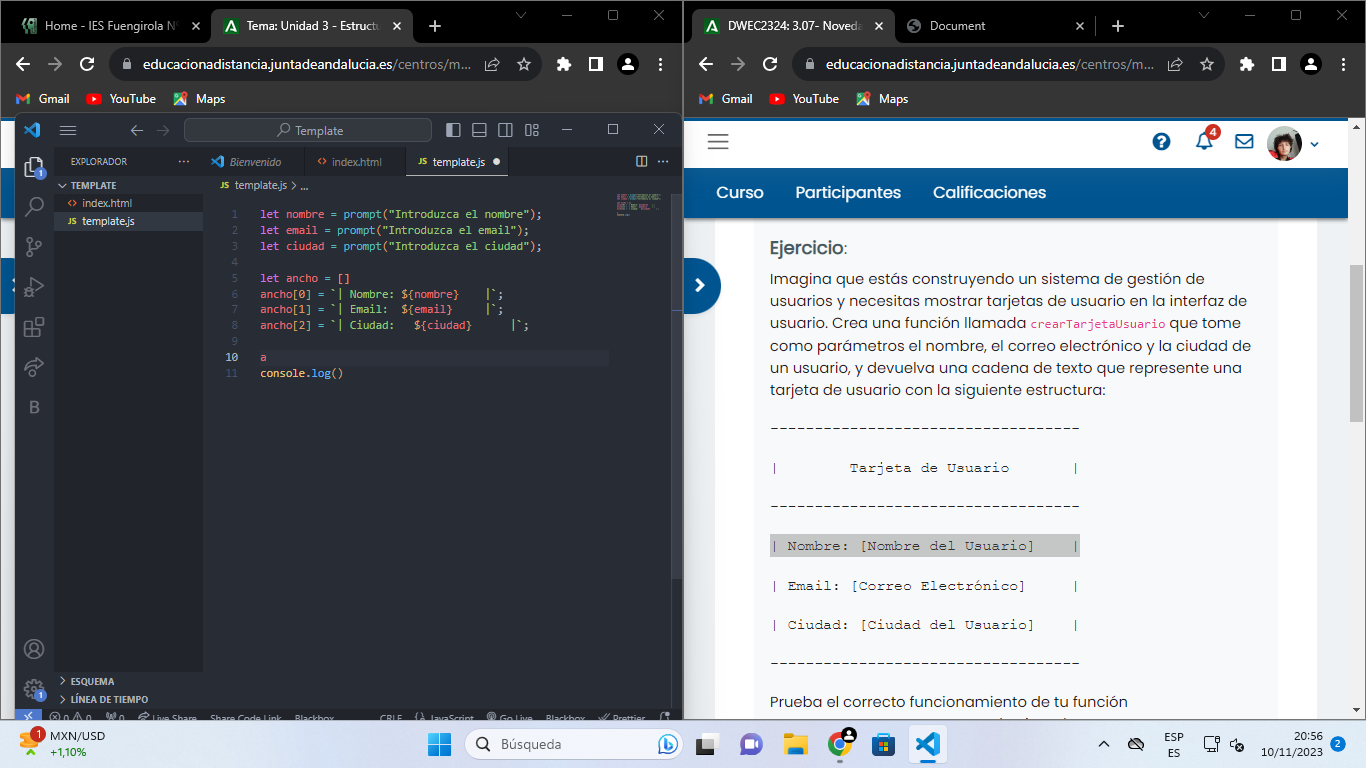 Home - IES Fuengirola Nº
Tema: Unidad 3 - Estructu
educacionadistancia.juntadeandalucia.es/centros/m...
Gmail
YouTube
Maps
Template
EXPLORADOR
Bienvenido
index.html
template.js
TEMPLATE
index.html
template.js
template.js > ...
1 let nombre = prompt("Introduzca el nombre");
2 let email = prompt("Introduzca el email");
3 let ciudad = prompt("Introduzca el ciudad");
4
5 let ancho = []
6 ancho[0] = `| Nombre: ${nombre}    |`;
7 ancho[1] = `| Email:  ${email}     |`;
8 ancho[2] = `| Ciudad:   ${ciudad}      |`;
9
10 a
11 console.log()
ESQUEMA
LÍNEA DE TIEMPO
0 0 0 Live Share Share Code Link Blackbox CRLF {} JavaScript Go Live Blackbox Prettier
DWEC2324: 3.07- Noveda
Document
educacionadistancia.juntadeandalucia.es/centros/m...
Gmail
YouTube
Maps
4
Curso
Participantes
Calificaciones
Ejercicio:
Imagina que estás construyendo un sistema de gestión de
usuarios y necesitas mostrar tarjetas de usuario en la interfaz de
usuario. Crea una función llamada crearTarjetaUsuario que tome
como parámetros el nombre, el correo electrónico y la ciudad de
un usuario, y devuelva una cadena de texto que represente una
tarjeta de usuario con la siguiente estructura:
-----------------------------------
|        Tarjeta de Usuario       |
-----------------------------------
| Nombre: [Nombre del Usuario]    |
| Email: [Correo Electrónico]     |
| Ciudad: [Ciudad del Usuario]    |
-----------------------------------
Prueba el correcto funcionamiento de tu función
1
MXN/USD
+1,10%
Búsqueda
ESP
ES
20:56
10/11/2023
2